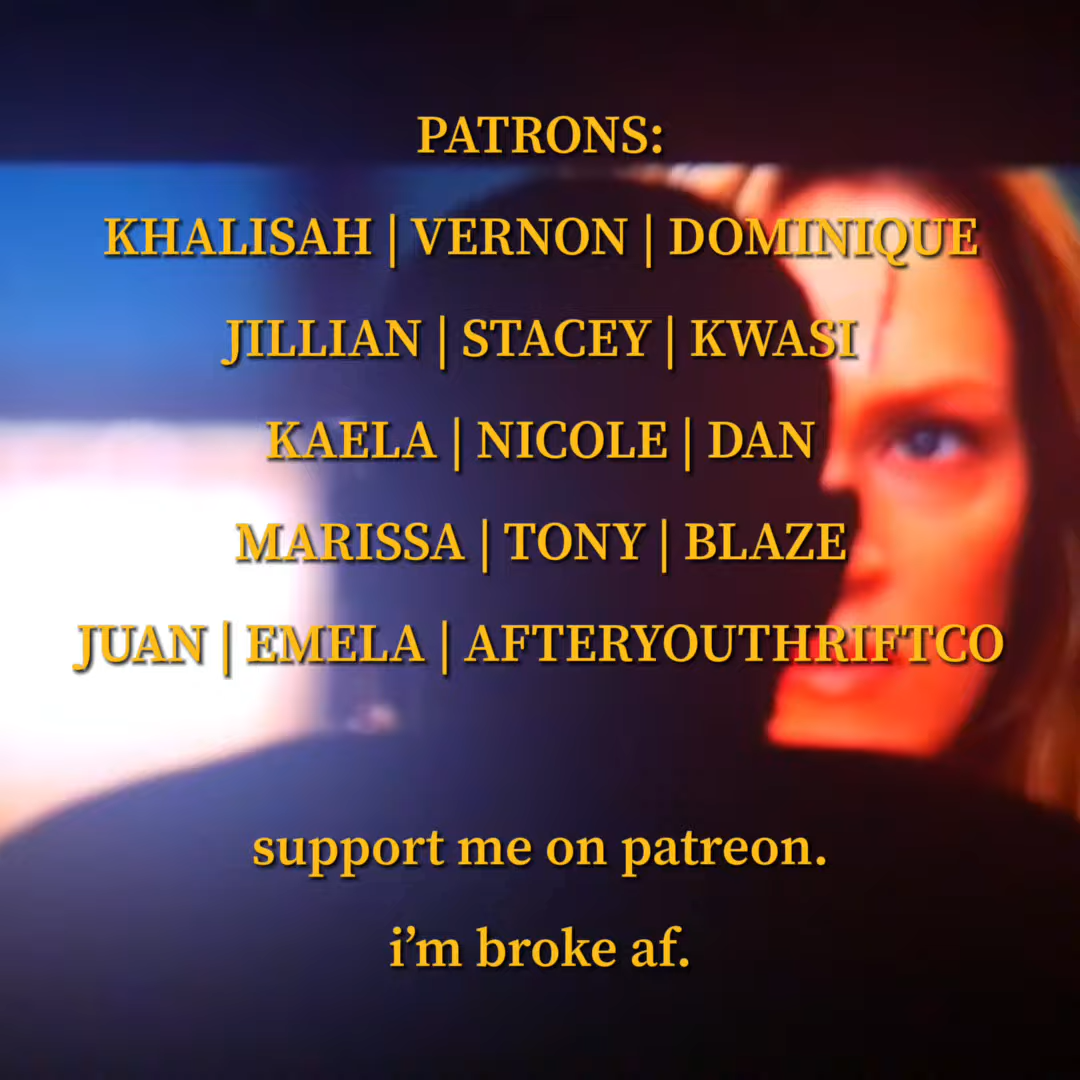 PATRONS:
KHALISAH | VERNON | DOMINIQUE
JILLIAN | STACEY | KWASI
KAELA | NICOLE | DAN
MARISSA | TONY | BLAZE
JUAN | EMELA | AFTERYOUTHRIFTCO
support me on patreon.
i’m broke af.